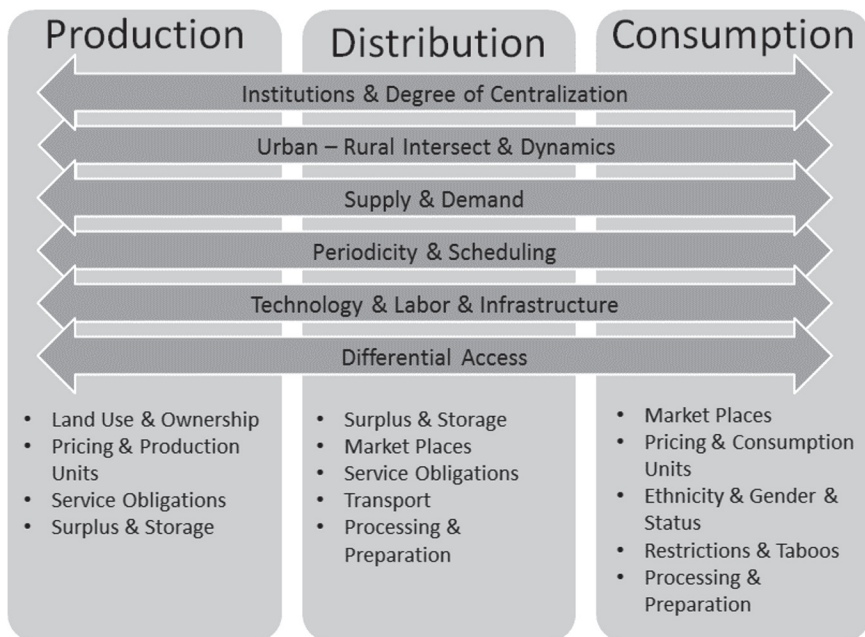 Production
Distribution
Consumption
Institutions & Degree of Centralization
Urban – Rural Intersect & Dynamics
Supply & Demand
Periodicity & Scheduling
Technology & Labor & Infrastructure
Differential Access
• Land Use & Ownership
• Pricing & Production
Units
• Service Obligations
• Surplus & Storage
• Surplus & Storage
• Market Places
• Service Obligations
• Transport
• Processing &
Preparation
• Market Places
• Pricing & Consumption
Units
• Ethnicity & Gender &
Status
• Restrictions & Taboos
• Processing &
Preparation